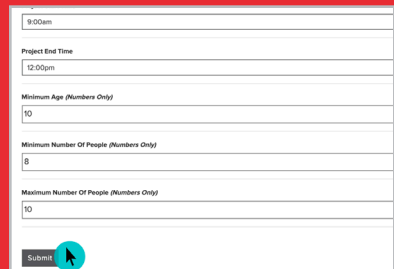 9:00am
Project End Time
12:00pm
Minimum Age (Numbers Only)
10
Minimum Number Of People (Numbers Only)
8
Maximum Number Of People (Numbers Only)
10
Submit